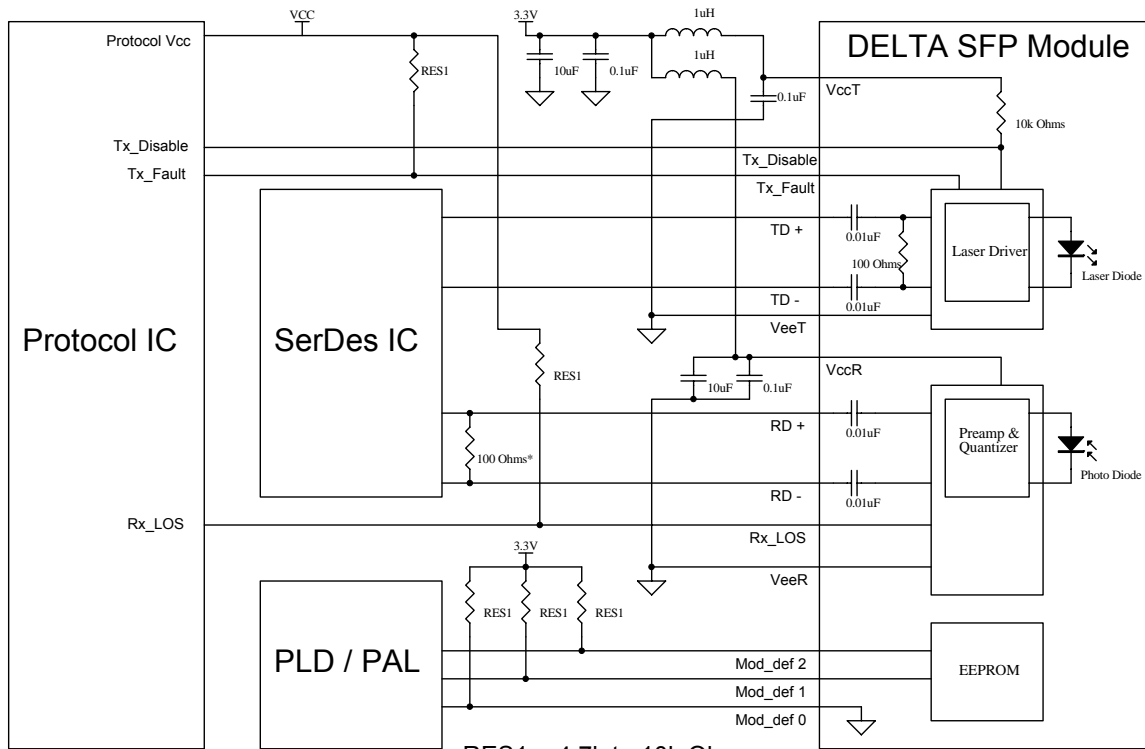 VCC
3.3V
1uH
Protocol Vcc
DELTA SFP Module
RES1
10uF
0.1uF
1uH
0.1uF
VccT
10k Ohms
Tx_Disable
Tx_Disable
Tx_Fault
Tx_Fault
TD +
0.01uF
Laser Driver
100 Ohms
Laser Diode
TD -
0.01uF
VeeT
Protocol IC
SerDes IC
RES1
10uF
0.1uF
VccR
RD +
0.01uF
Preamp &
Quantizer
100 Ohms*
Photo Diode
RD -
0.01uF
Rx_LOS
Rx_LOS
3.3V
VeeR
RES1
RES1
RES1
PLD / PAL
Mod_def 2
EEPROM
Mod_def 1
Mod_def 0